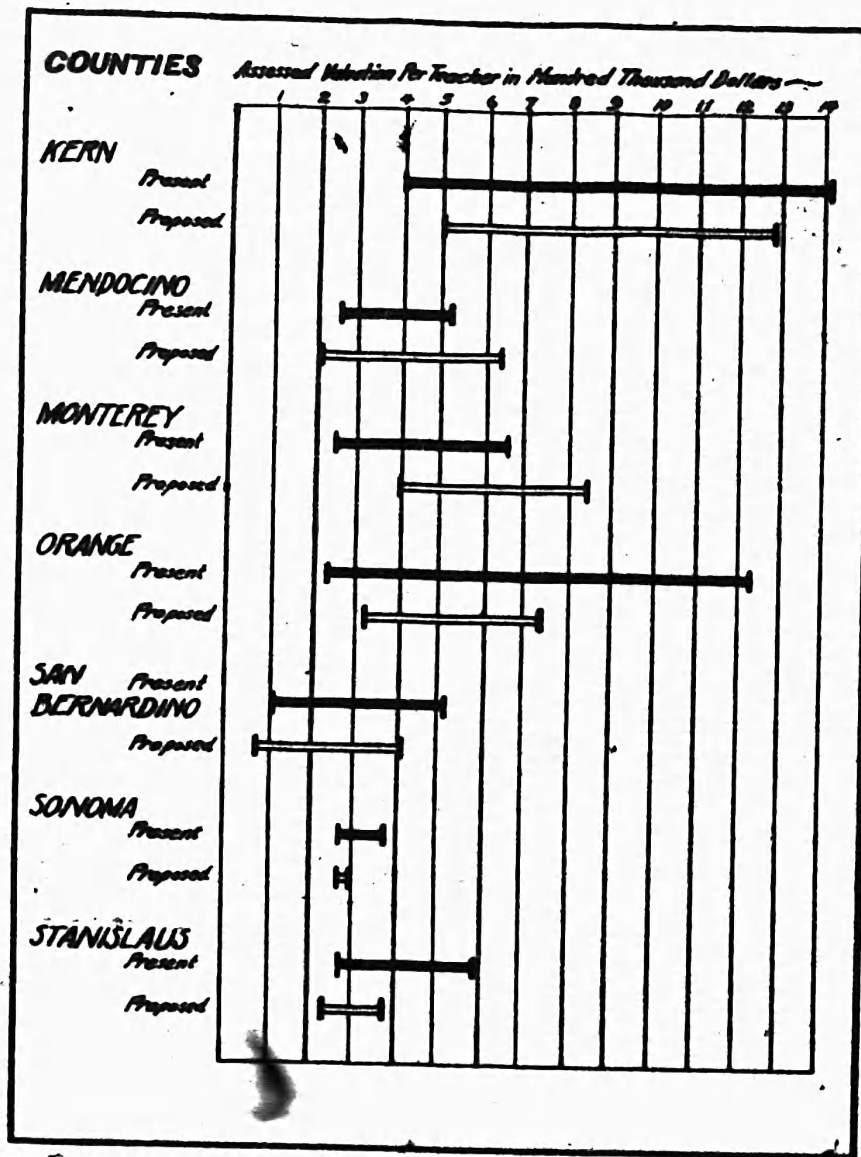 COUNTIES Assessed Valuation Per Teacher in Hundred Thousand Dollars
1 2 3 4 5 6 7 8 9 10 11 12 13 14
KERN
Present
Proposed
MENDOCINO
Present
Proposed
MONTEREY
Present
Proposed
ORANGE
Present
Proposed
SAN Present
BERNARDINO
Proposed
SONOMA
Present
Proposed
STANISLAUS
Present
Proposed